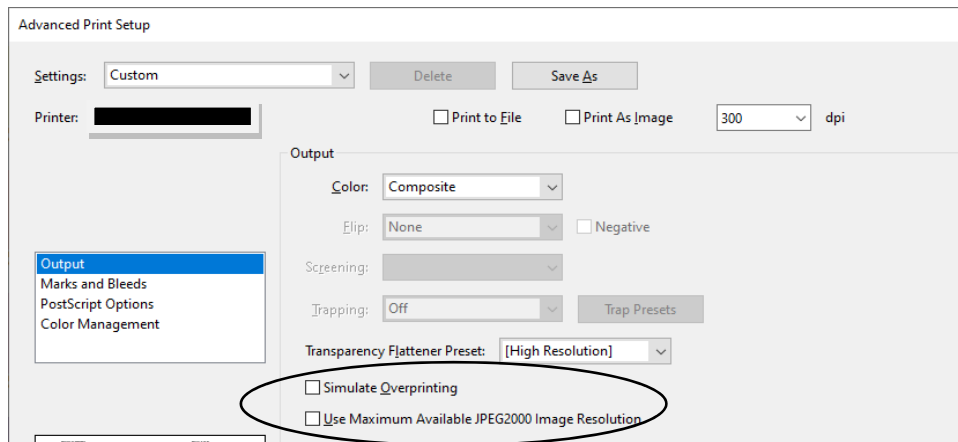 Advanced Print Setup
Settings: Custom Delete Save As
Printer: Print to File Print As Image 300 dpi
Output
Color: Composite
Flip: None Negative
Screening:
Trapping: Off Trap Presets
Output
Marks and Bleeds
PostScript Options
Color Management
Transparency Flattener Preset: [High Resolution]
Simulate Overprinting
Use Maximum Available JPEG2000 Image Resolution